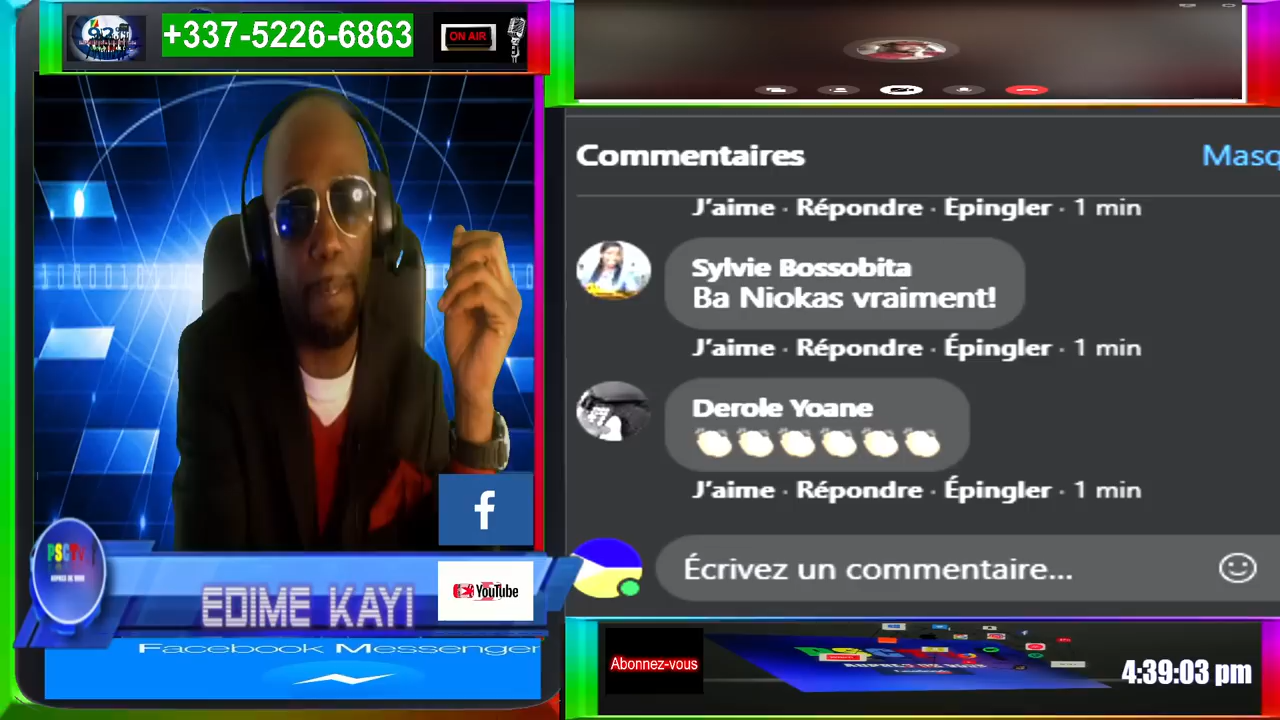 +337-5226-6863
ON AIR
Commentaires
Masq
J'aime · Répondre · Epingler · 1 min
Sylvie Bossobita
Ba Niokas vraiment!
J'aime · Répondre · Épingler · 1 min
Derole Yoane
👏👏👏👏👏👏
J'aime · Répondre · Épingler · 1 min
Écrivez un commentaire...
EDIME KAYI
YouTube
Facebook Messenger
Abonnez-vous
4:39:03 pm